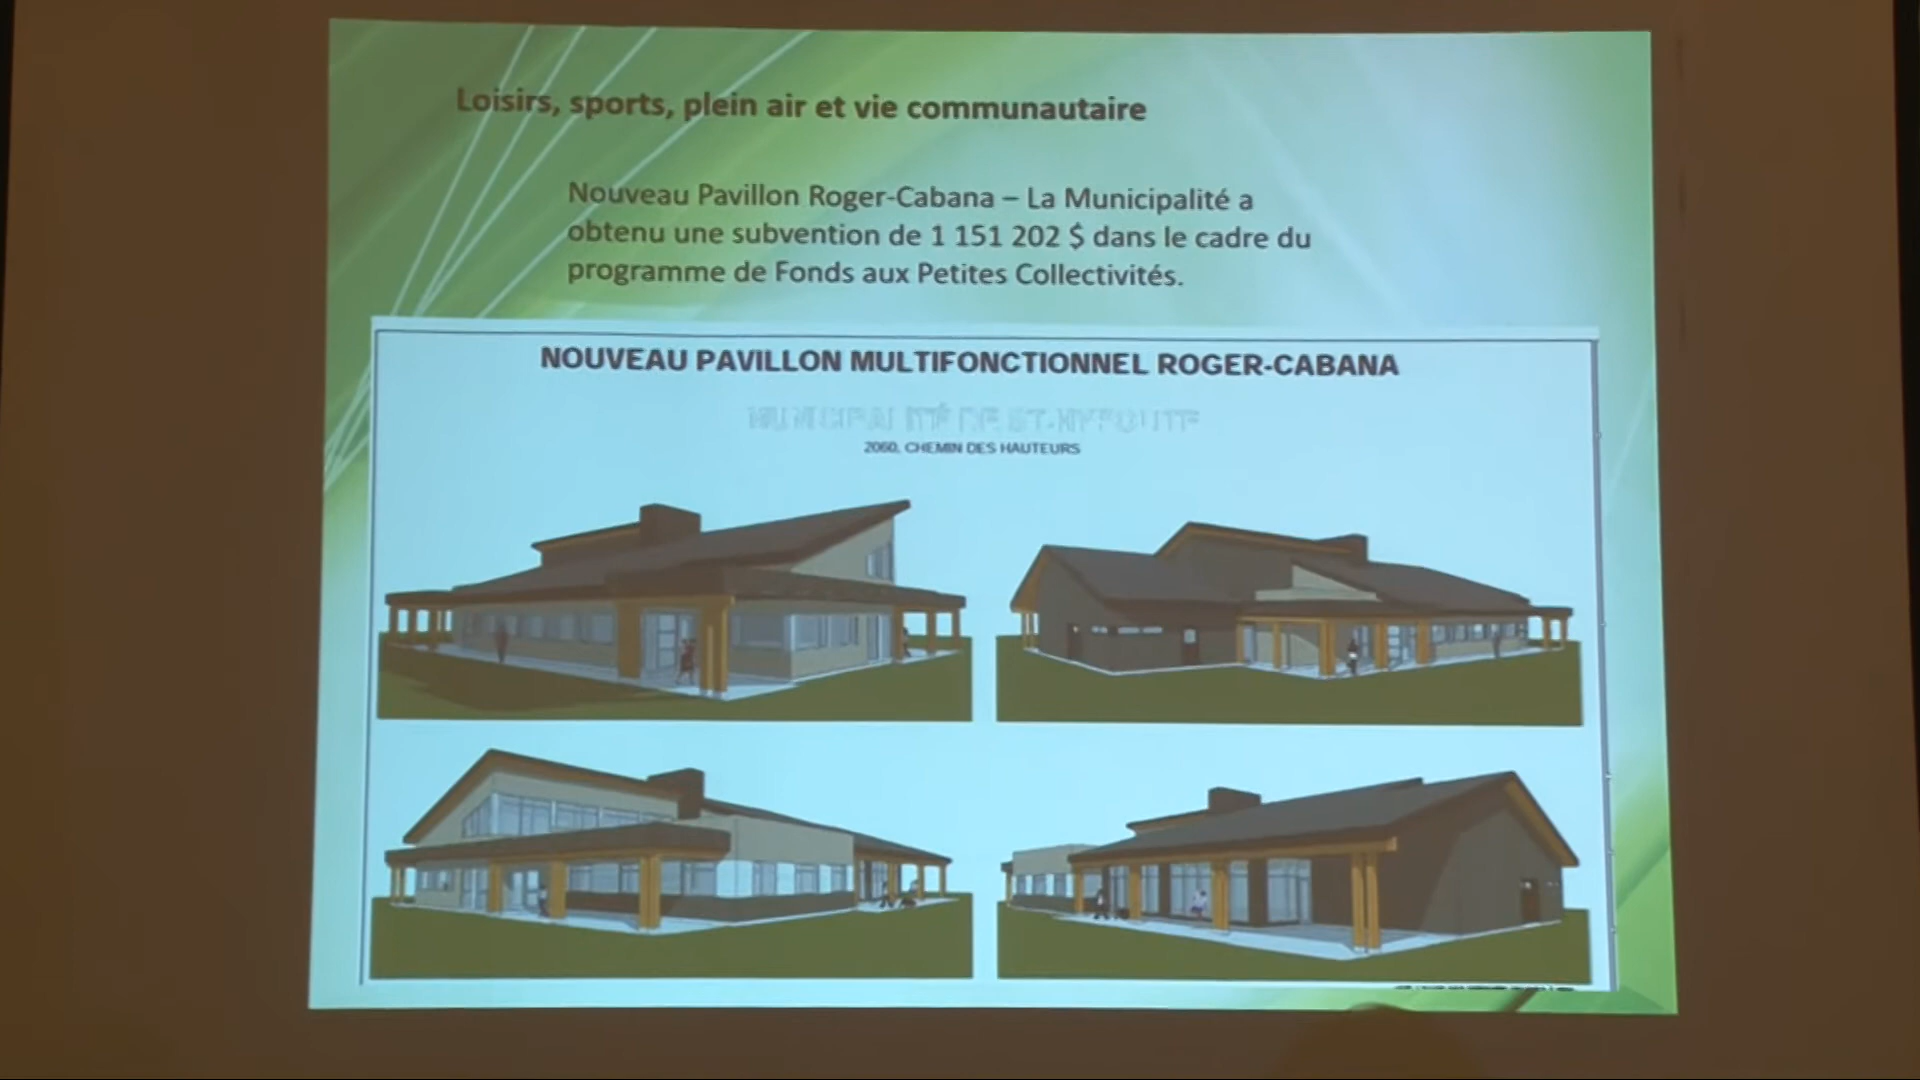 Loisirs, sports, plein air et vie communautaire
Nouveau Pavillon Roger-Cabana – La Municipalité a
obtenu une subvention de 1 151 202 $ dans le cadre du
programme de Fonds aux Petites Collectivités.
NOUVEAU PAVILLON MULTIFONCTIONNEL ROGER-CABANA
MUNICIPALITÉ DE
2060, CHEMIN DES HAUTEURS